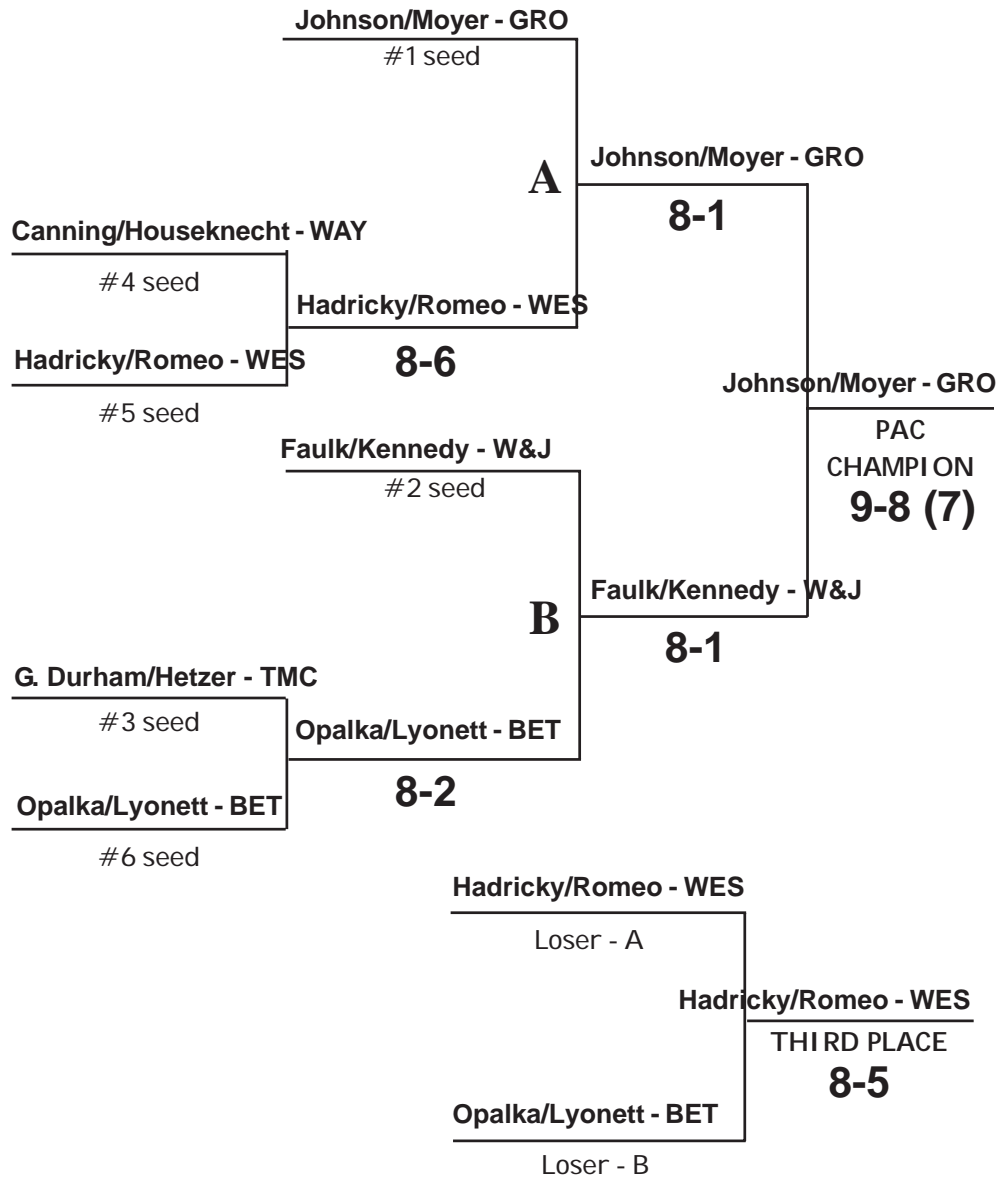 Johnson/Moyer - GRO
#1 seed
Johnson/Moyer - GRO
A
8-1
Canning/Houseknecht - WAY
#4 seed
Hadricky/Romeo - WES
8-6
Hadricky/Romeo - WES
#5 seed
Johnson/Moyer - GRO
PAC
CHAMPION
9-8 (7)
Faulk/Kennedy - W&J
#2 seed
Faulk/Kennedy - W&J
B
8-1
G. Durham/Hetzer - TMC
#3 seed
Opalka/Lyonett - BET
8-2
Opalka/Lyonett - BET
#6 seed
Hadricky/Romeo - WES
Loser - A
Hadricky/Romeo - WES
THIRD PLACE
8-5
Opalka/Lyonett - BET
Loser - B